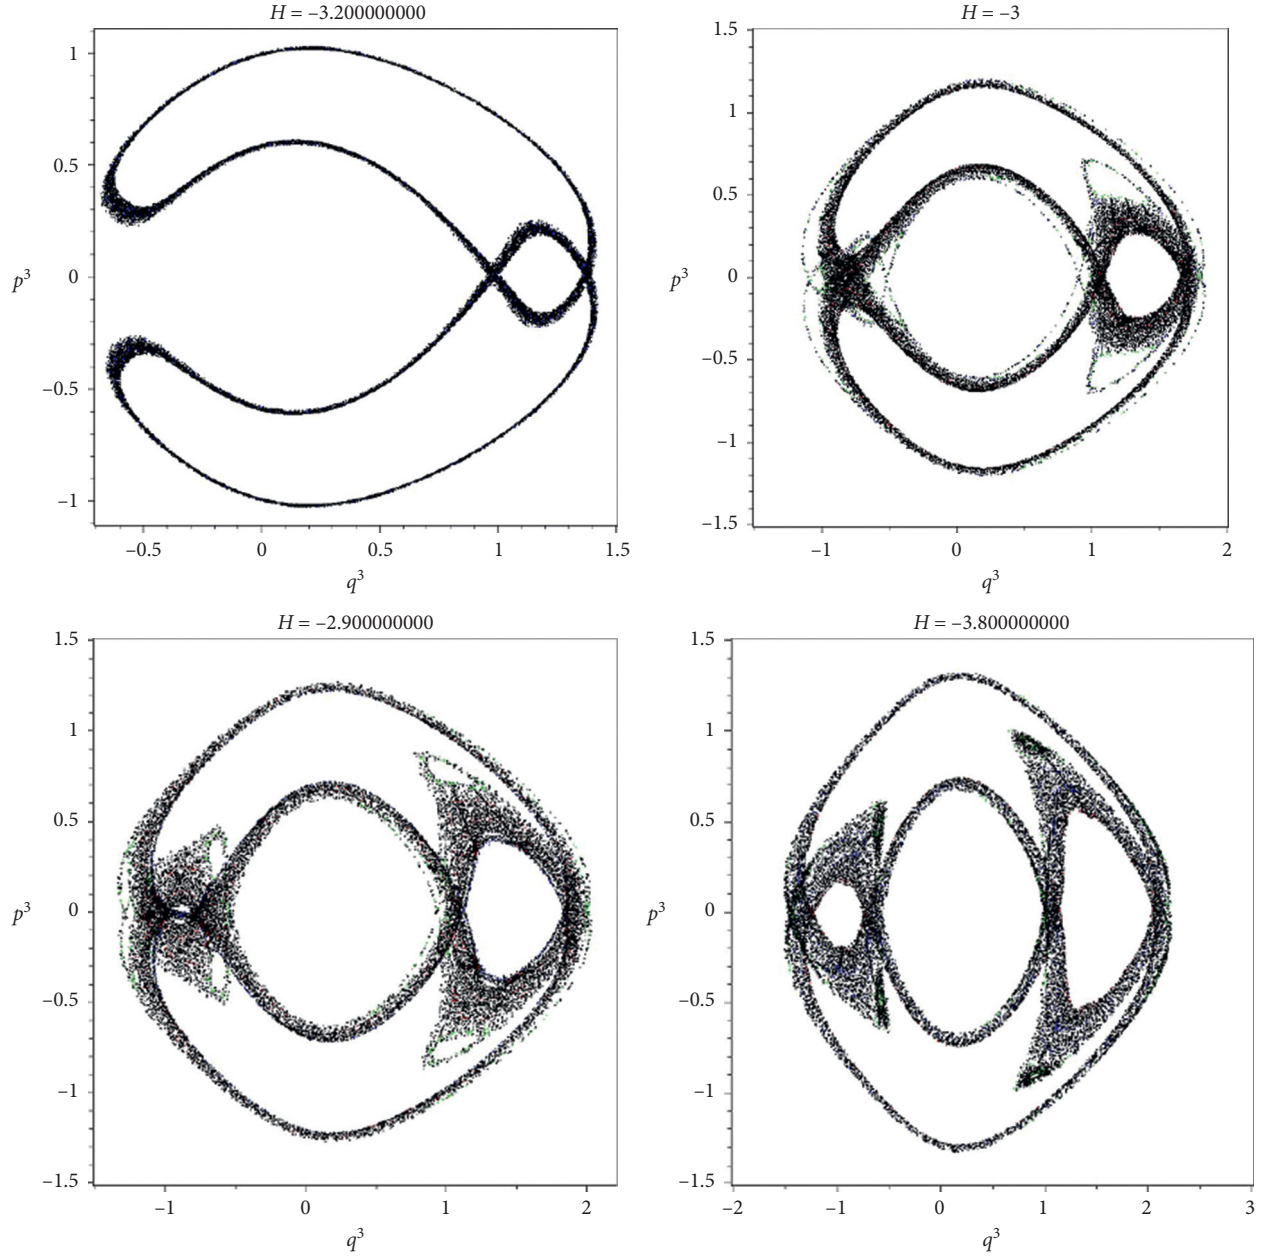 H = –3.200000000
1
0.5
p³ 0
–0.5
–1
–0.5 0 0.5 1 1.5
q³
H = –3
1.5
1
0.5
p³ 0
–0.5
–1
–1.5
–1 0 1 2
q³
H = –2.900000000
1.5
1
0.5
p³ 0
–0.5
–1
–1.5
–1 0 1 2
q³
H = –3.800000000
1.5
1
0.5
p³ 0
–0.5
–1
–1.5
–2 –1 0 1 2 3
q³